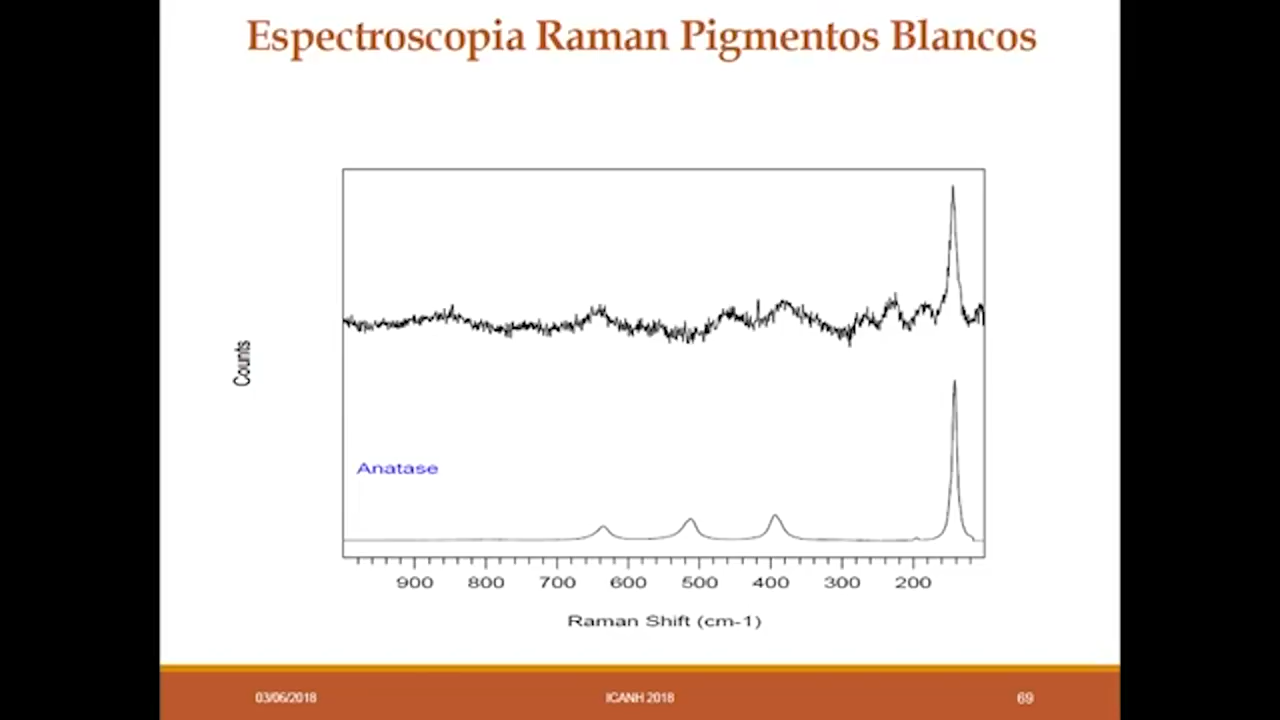 Espectroscopia Raman Pigmentos Blancos
Counts
Anatase
900 800 700 600 500 400 300 200
Raman Shift (cm-1)
03/06/2018 ICANH 2018 69